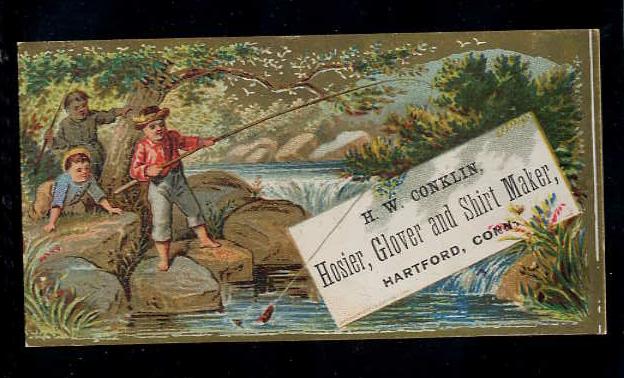 H. W. CONKLIN,
Hosier, Glover and Shirt Maker,
HARTFORD, CONN.